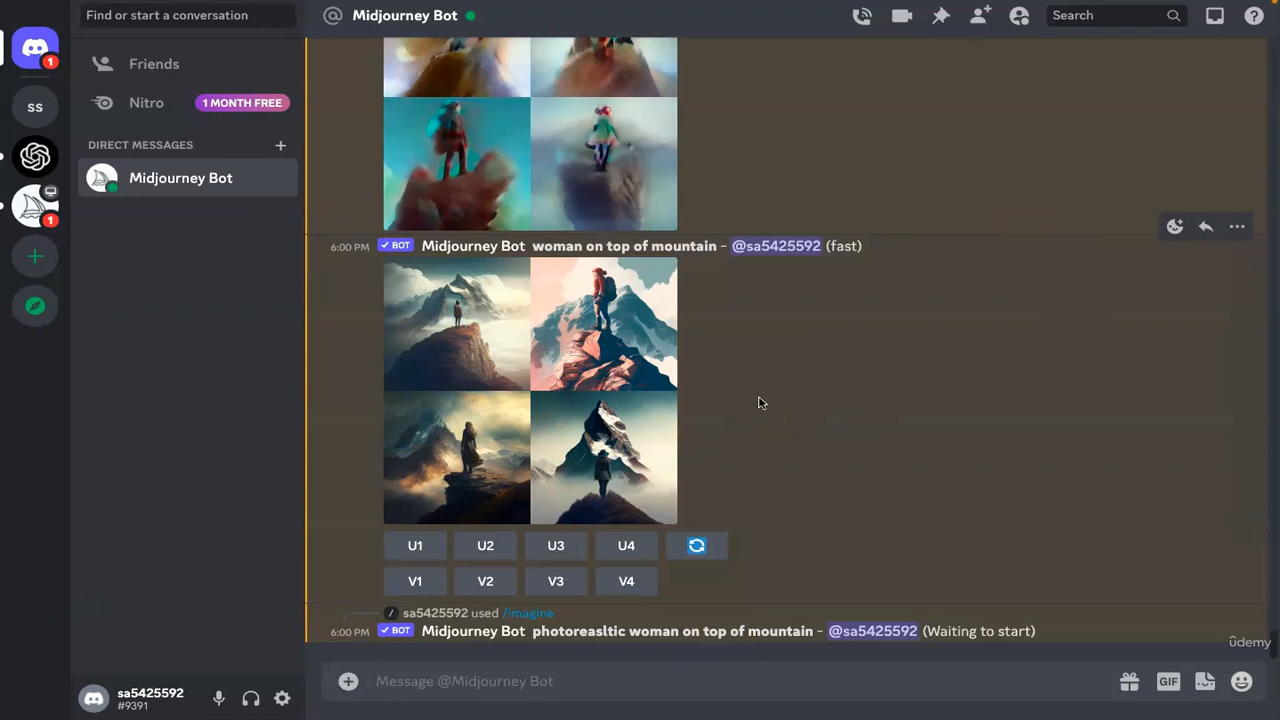 Find or start a conversation
Midjourney Bot
Search
1
Friends
SS
Nitro
1 MONTH FREE
DIRECT MESSAGES
Midjourney Bot
1
6:00 PM BOT Midjourney Bot woman on top of mountain - @sa5425592 (fast)
U1 U2 U3 U4
V1 V2 V3 V4
sa5425592 used /imagine
6:00 PM BOT Midjourney Bot photoreasltic woman on top of mountain - @sa5425592 (Waiting to start)
udemy
Message @Midjourney Bot
GIF
sa5425592
#9391